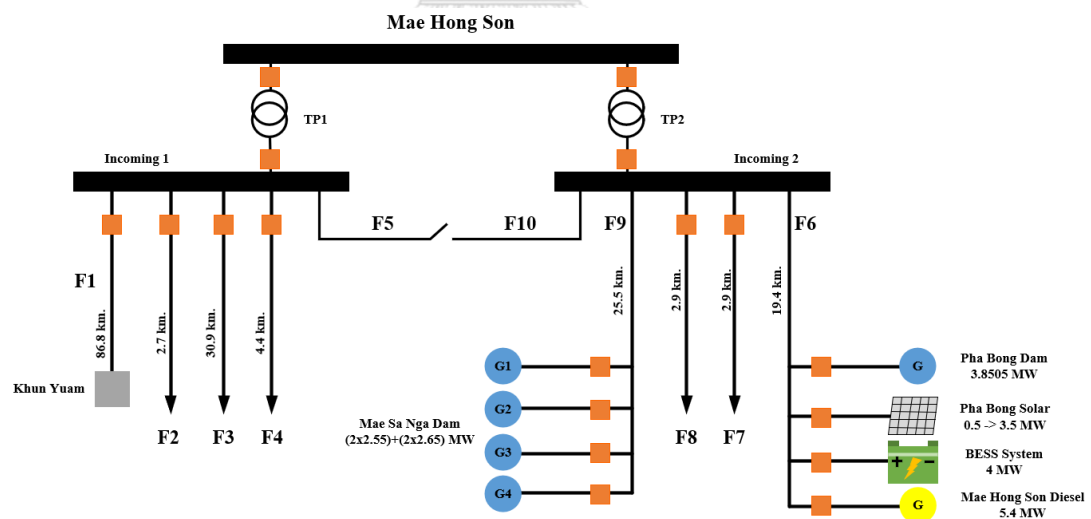 Mae Hong Son
TP1
TP2
Incoming 1
Incoming 2
F5
F10
F9
F6
F1
86.8 km.
2.7 km.
30.9 km.
4.4 km.
25.5 km.
2.9 km.
2.9 km.
19.4 km.
Khun Yuam
F2
F3
F4
Mae Sa Nga Dam
(2x2.55)+(2x2.65) MW
G1
G2
G3
G4
F8
F7
G
Pha Bong Dam
3.8505 MW
Pha Bong Solar
0.5 -> 3.5 MW
+ −
BESS System
4 MW
G
Mae Hong Son Diesel
5.4 MW